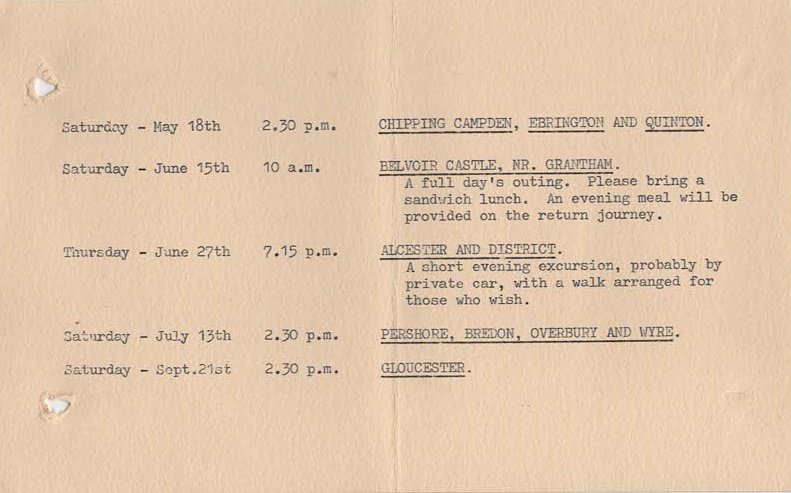 Saturday - May 18th 2.30 p.m. CHIPPING CAMPDEN, EBRINGTON AND QUINTON.
Saturday - June 15th 10 a.m. BELVOIR CASTLE, NR. GRANTHAM.
A full day's outing. Please bring a
sandwich lunch. An evening meal will be
provided on the return journey.
Thursday - June 27th 7.15 p.m. ALCESTER AND DISTRICT.
A short evening excursion, probably by
private car, with a walk arranged for
those who wish.
Saturday - July 13th 2.30 p.m. PERSHORE, BREDON, OVERBURY AND WYRE.
Saturday - Sept.21st 2.30 p.m. GLOUCESTER.